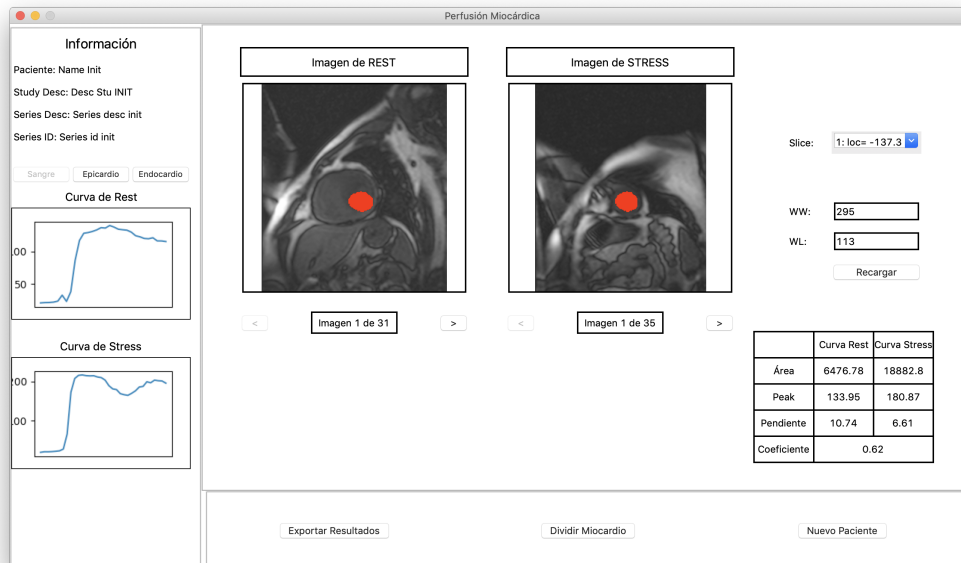 Perfusión Miocárdica
Información
Paciente: Name Init
Study Desc: Desc Stu INIT
Series Desc: Series desc init
Series ID: Series id init
Sangre Epicardio Endocardio
Curva de Rest
00
50
Curva de Stress
00
00
Imagen de REST
< Imagen 1 de 31 >
Imagen de STRESS
< Imagen 1 de 35 >
Slice: 1: loc= -137.3
WW: 295
WL: 113
Recargar
Curva Rest Curva Stress
Área 6476.78 18882.8
Peak 133.95 180.87
Pendiente 10.74 6.61
Coeficiente 0.62
Exportar Resultados Dividir Miocardio Nuevo Paciente